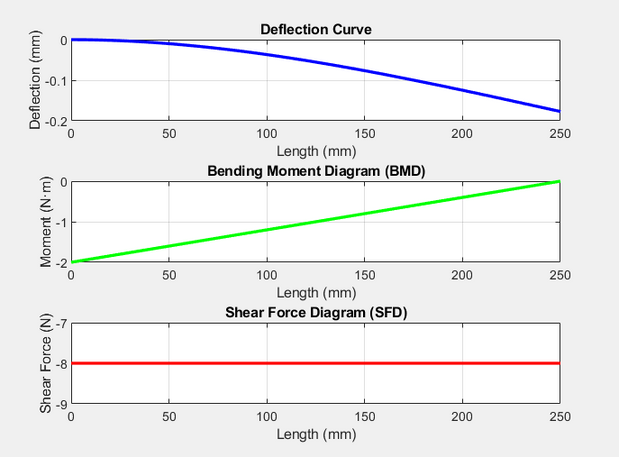 Deflection Curve
Deflection (mm)
0
-0.1
-0.2
0 50 100 150 200 250
Length (mm)
Bending Moment Diagram (BMD)
Moment (N·m)
0
-1
-2
0 50 100 150 200 250
Length (mm)
Shear Force Diagram (SFD)
Shear Force (N)
-7
-8
-9
0 50 100 150 200 250
Length (mm)